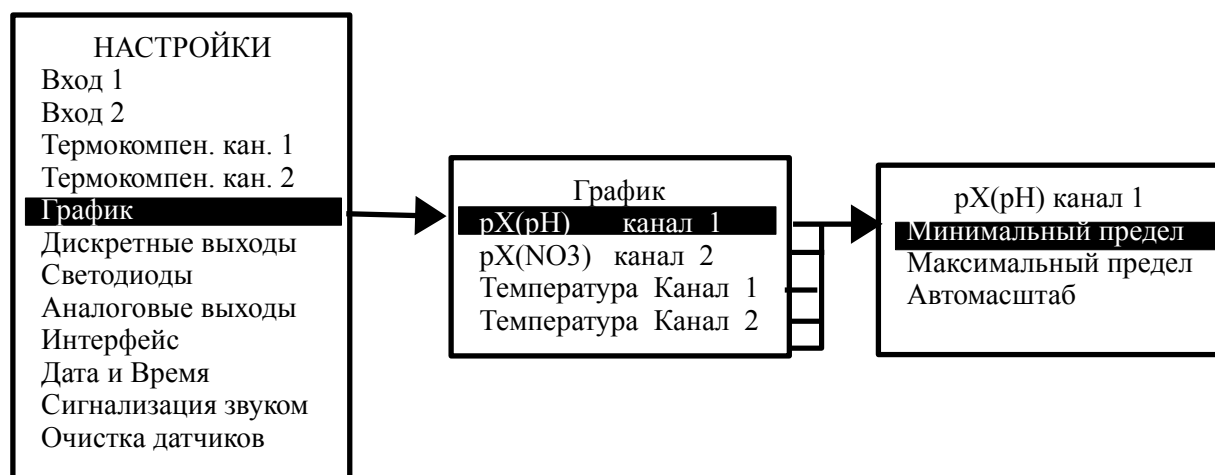 НАСТРОЙКИ
Вход 1
Вход 2
Термокомпен. кан. 1
Термокомпен. кан. 2
График
Дискретные выходы
Светодиоды
Аналоговые выходы
Интерфейс
Дата и Время
Сигнализация звуком
Очистка датчиков
График
pX(pH) канал 1
pX(NO3) канал 2
Температура Канал 1
Температура Канал 2
pX(pH) канал 1
Минимальный предел
Максимальный предел
Автомасштаб